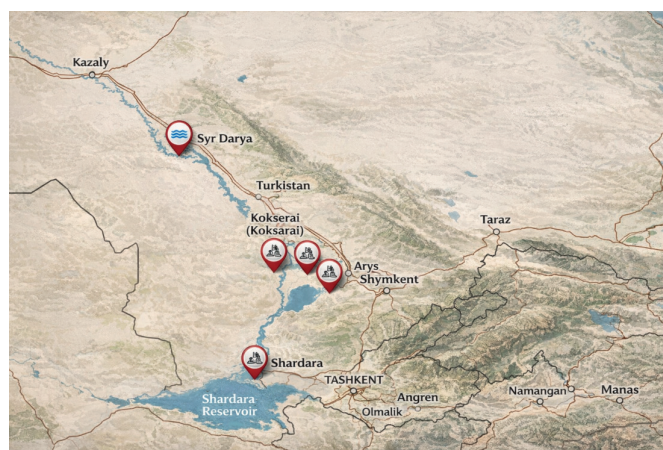 Kazaly
Syr Darya
Turkistan
Kokserai
(Koksarai)
Taraz
Arys
Shymkent
Shardara
TASHKENT
Shardara
Reservoir
Angren
Olmalik
Namangan
Manas